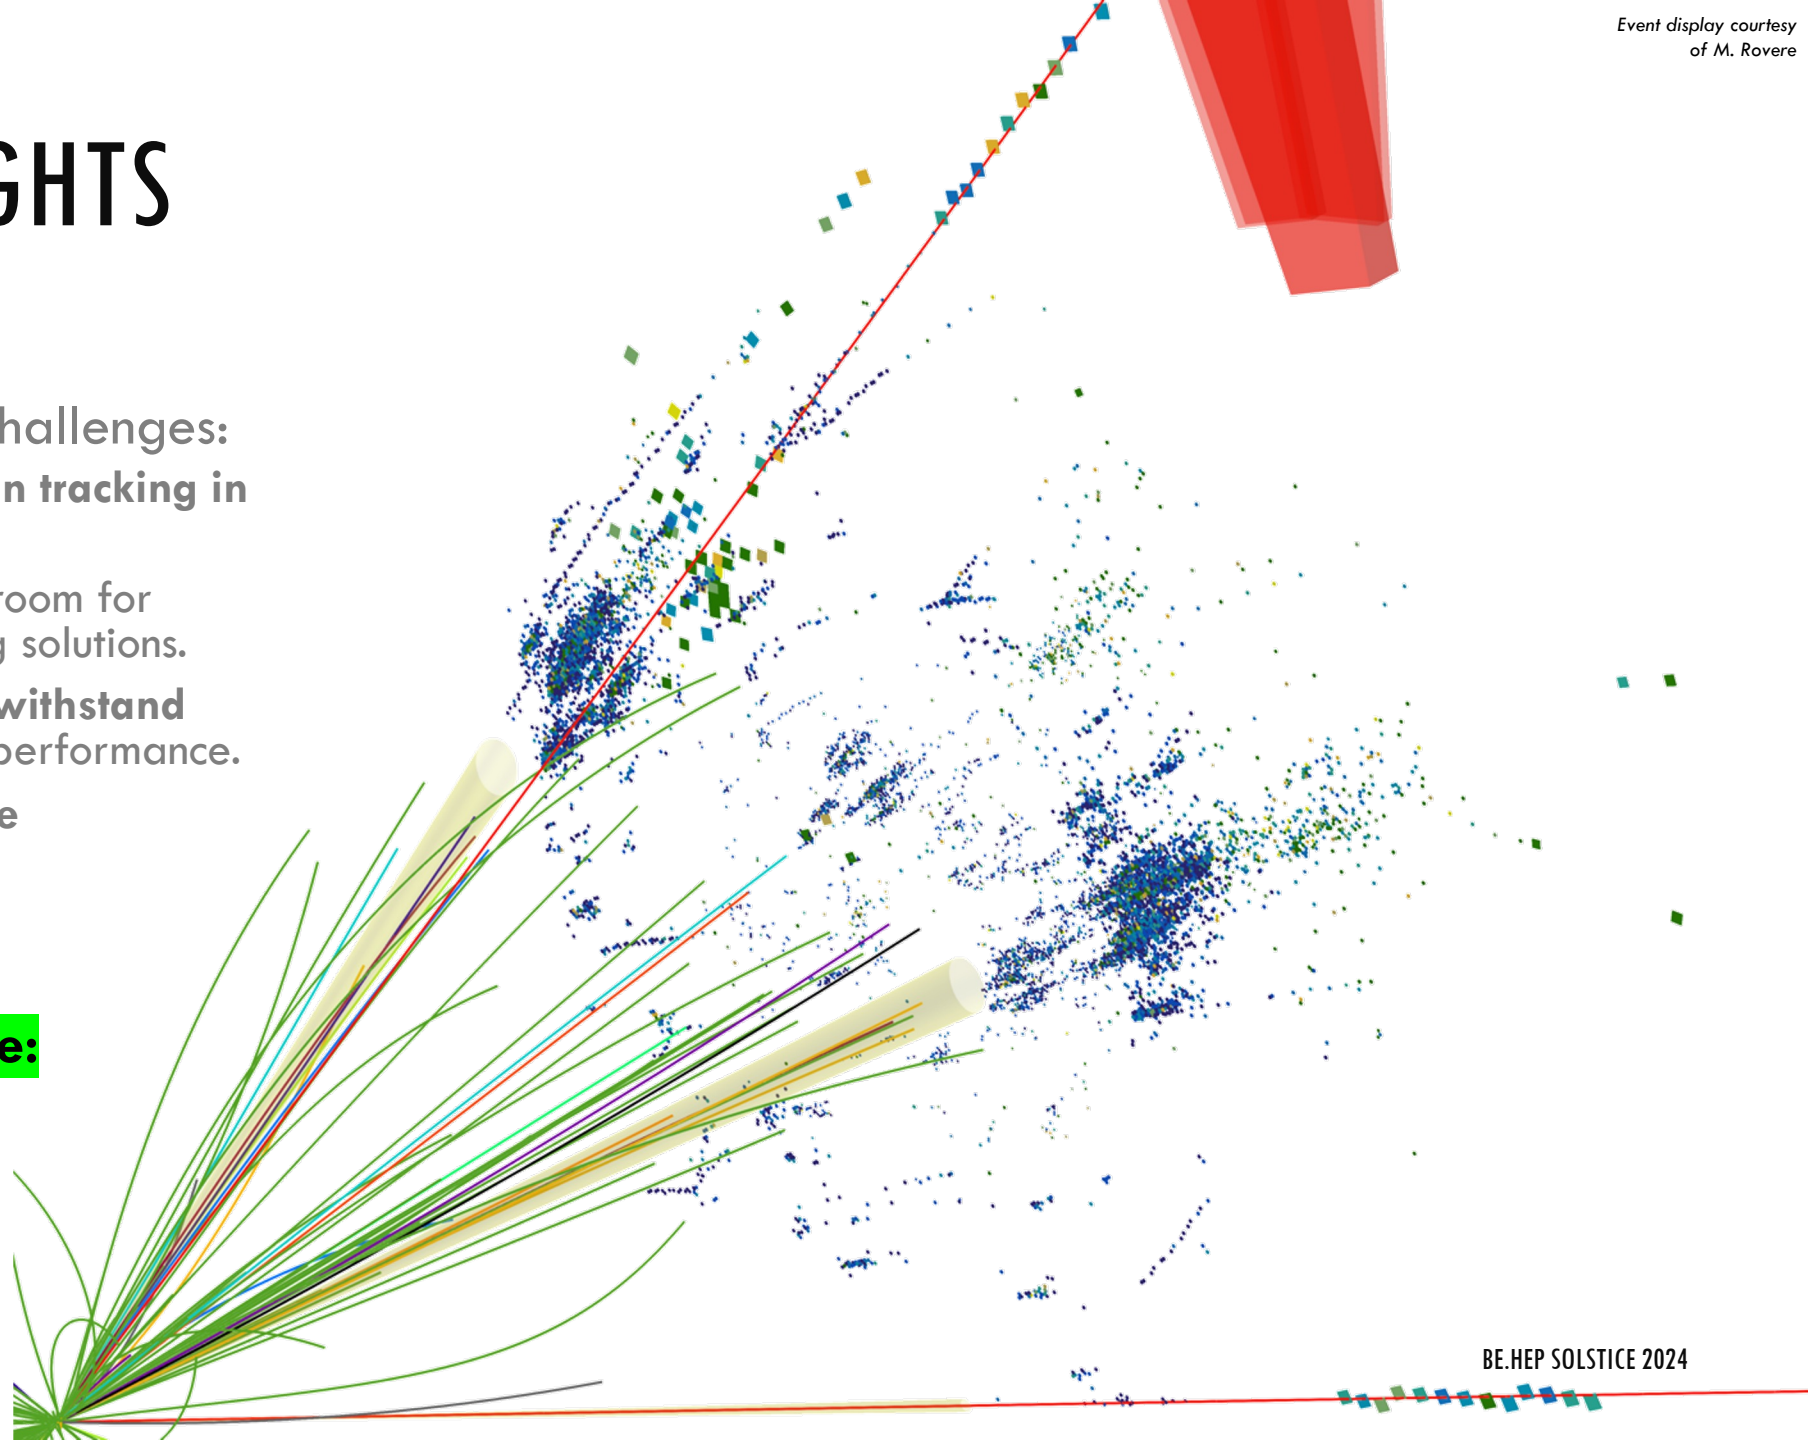 Event display courtesy
of M. Rovere
GHTS
hallenges:
n tracking in
room for
g solutions.
withstand
performance.
e
e:
BE.HEP SOLSTICE 2024